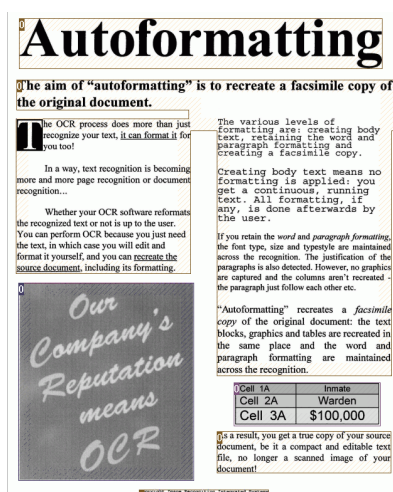 Autoformatting
The aim of “autoformatting” is to recreate a facsimile copy of
the original document.
The OCR process does more than just
recognize your text, it can format it for
you too!
In a way, text recognition is becoming
more and more page recognition or document
recognition…
Whether your OCR software reformats
the recognized text or not is up to the user.
You can perform OCR because you just need
the text, in which case you will edit and
format it yourself, and you can recreate the
source document, including its formatting.
Our
Company's
Reputation
means
OCR
The various levels of
formatting are: creating body
text, retaining the word and
paragraph formatting and
creating a facsimile copy.
Creating body text means no
formatting is applied: you
get a continuous, running
text. All formatting, if
any, is done afterwards by
the user.
If you retain the word and paragraph formatting,
the font type, size and typestyle are maintained
across the recognition. The justification of the
paragraphs is also detected. However, no graphics
are captured and the columns aren't recreated -
the paragraph just follow each other etc.
“Autoformatting” recreates a facsimile
copy of the original document: the text
blocks, graphics and tables are recreated in
the same place and the word and
paragraph formatting are maintained
across the recognition.
Cell 1A Inmate
Cell 2A Warden
Cell 3A $100,000
As a result, you get a true copy of your source
document, be it a compact and editable text
file, no longer a scanned image of your
document!